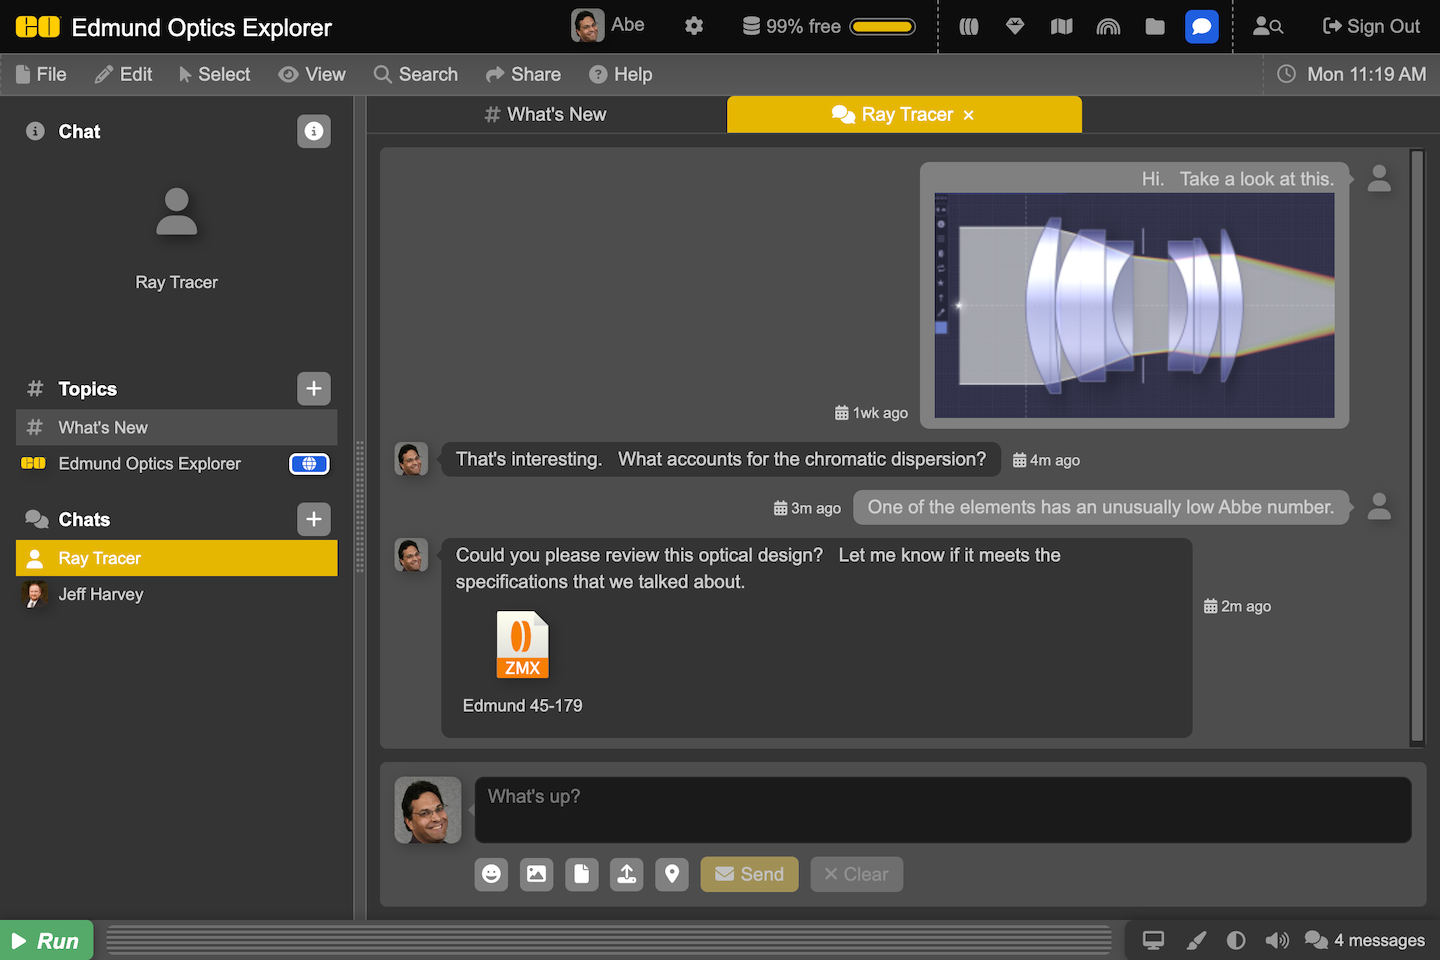 EO Edmund Optics Explorer
Abe
99% free
Sign Out
File
Edit
Select
View
Search
Share
Help
Mon 11:19 AM
Chat
Ray Tracer
Topics
What's New
EO Edmund Optics Explorer
Chats
Ray Tracer
Jeff Harvey
# What's New
Ray Tracer ×
Hi. Take a look at this.
1wk ago
That's interesting. What accounts for the chromatic dispersion?
4m ago
3m ago
One of the elements has an unusually low Abbe number.
Could you please review this optical design? Let me know if it meets the
specifications that we talked about.
2m ago
ZMX
Edmund 45-179
What's up?
Send
Clear
Run
4 messages